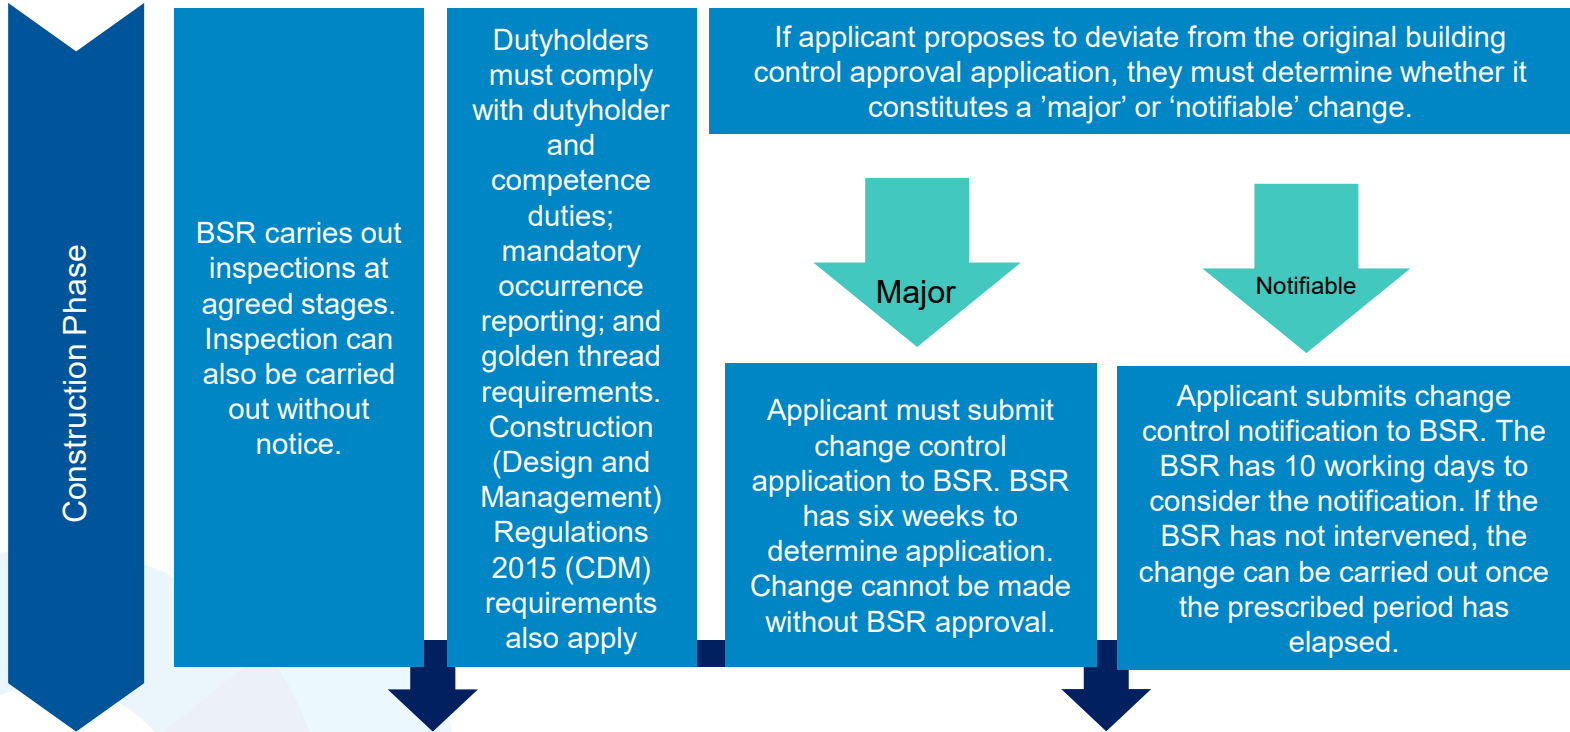 Construction Phase
BSR carries out
inspections at
agreed stages.
Inspection can
also be carried
out without
notice.
Dutyholders
must comply
with dutyholder
and
competence
duties;
mandatory
occurrence
reporting; and
golden thread
requirements.
Construction
(Design and
Management)
Regulations
2015 (CDM)
requirements
also apply
If applicant proposes to deviate from the original building
control approval application, they must determine whether it
constitutes a ’major’ or ‘notifiable’ change.
Major
Notifiable
Applicant must submit
change control
application to BSR. BSR
has six weeks to
determine application.
Change cannot be made
without BSR approval.
Applicant submits change
control notification to BSR. The
BSR has 10 working days to
consider the notification. If the
BSR has not intervened, the
change can be carried out once
the prescribed period has
elapsed.